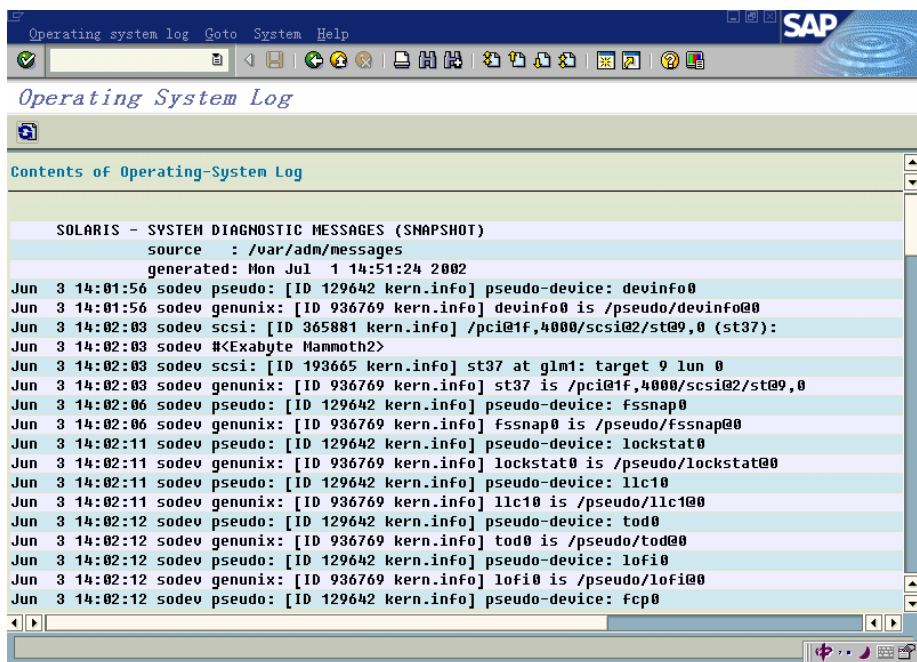 SAP
Operating system log Goto System Help
Operating System Log
Contents of Operating-System Log
SOLARIS - SYSTEM DIAGNOSTIC MESSAGES (SNAPSHOT)
source : /var/adm/messages
generated: Mon Jul 1 14:51:24 2002
Jun 3 14:01:56 sodev pseudo: [ID 129642 kern.info] pseudo-device: devinfo0
Jun 3 14:01:56 sodev genunix: [ID 936769 kern.info] devinfo0 is /pseudo/devinfo@0
Jun 3 14:02:03 sodev scsi: [ID 365881 kern.info] /pci@1f,4000/scsi@2/st@9,0 (st37):
Jun 3 14:02:03 sodev #<Exabyte Mammoth2>
Jun 3 14:02:03 sodev scsi: [ID 193665 kern.info] st37 at glm1: target 9 lun 0
Jun 3 14:02:03 sodev genunix: [ID 936769 kern.info] st37 is /pci@1f,4000/scsi@2/st@9,0
Jun 3 14:02:06 sodev pseudo: [ID 129642 kern.info] pseudo-device: fssnap0
Jun 3 14:02:06 sodev genunix: [ID 936769 kern.info] fssnap0 is /pseudo/fssnap@0
Jun 3 14:02:11 sodev pseudo: [ID 129642 kern.info] pseudo-device: lockstat0
Jun 3 14:02:11 sodev genunix: [ID 936769 kern.info] lockstat0 is /pseudo/lockstat@0
Jun 3 14:02:11 sodev pseudo: [ID 129642 kern.info] pseudo-device: llc10
Jun 3 14:02:11 sodev genunix: [ID 936769 kern.info] llc10 is /pseudo/llc1@0
Jun 3 14:02:12 sodev pseudo: [ID 129642 kern.info] pseudo-device: tod0
Jun 3 14:02:12 sodev genunix: [ID 936769 kern.info] tod0 is /pseudo/tod@0
Jun 3 14:02:12 sodev pseudo: [ID 129642 kern.info] pseudo-device: lofi0
Jun 3 14:02:12 sodev genunix: [ID 936769 kern.info] lofi0 is /pseudo/lofi@0
Jun 3 14:02:12 sodev pseudo: [ID 129642 kern.info] pseudo-device: fcp0
中